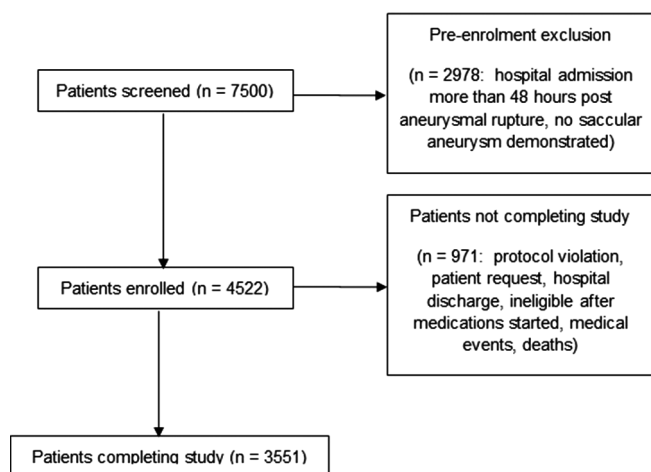 Pre-enrolment exclusion
(n = 2978: hospital admission
more than 48 hours post
aneurysmal rupture, no saccular
aneurysm demonstrated)
Patients screened (n = 7500)
Patients not completing study
(n = 971: protocol violation,
patient request, hospital
discharge, ineligible after
medications started, medical
events, deaths)
Patients enrolled (n = 4522)
Patients completing study (n = 3551)